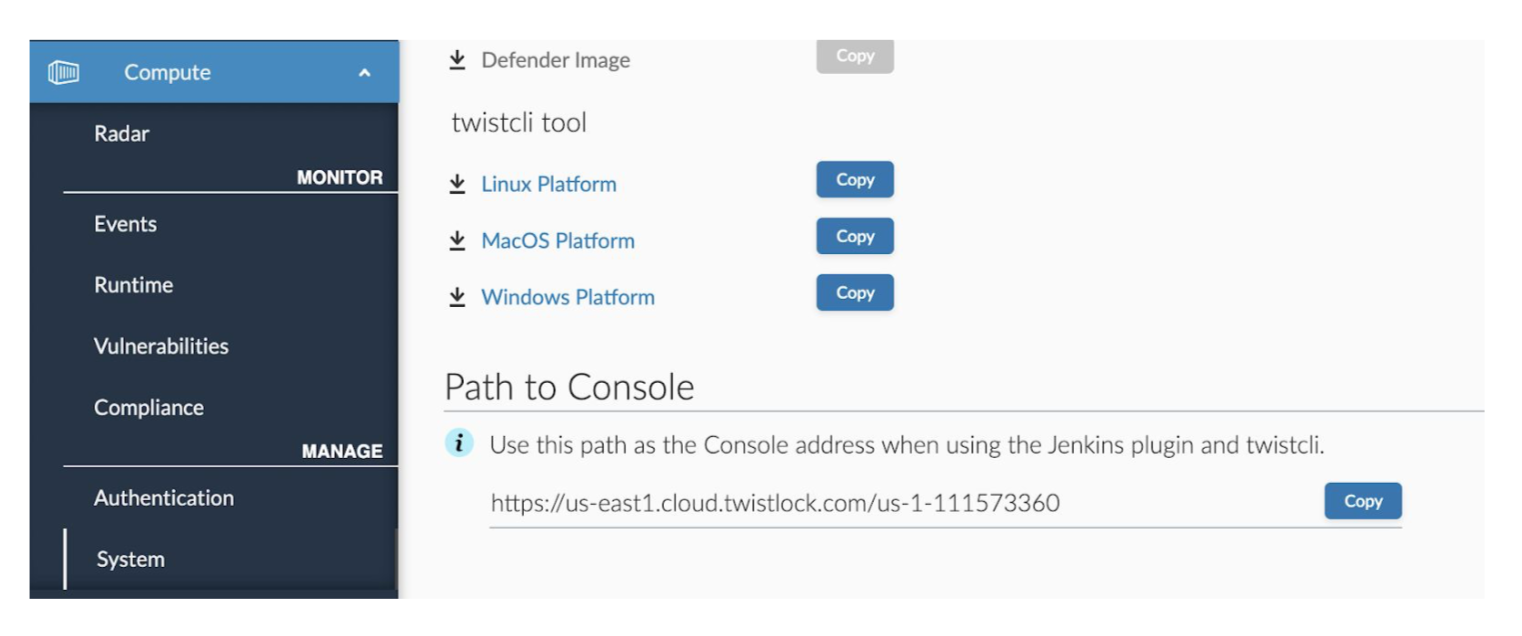 Compute
Radar
MONITOR
Events
Runtime
Vulnerabilities
Compliance
MANAGE
Authentication
System
Defender Image
Copy
twistcli tool
Linux Platform
Copy
MacOS Platform
Copy
Windows Platform
Copy
Path to Console
i Use this path as the Console address when using the Jenkins plugin and twistcli.
https://us-east1.cloud.twistlock.com/us-1-111573360
Copy